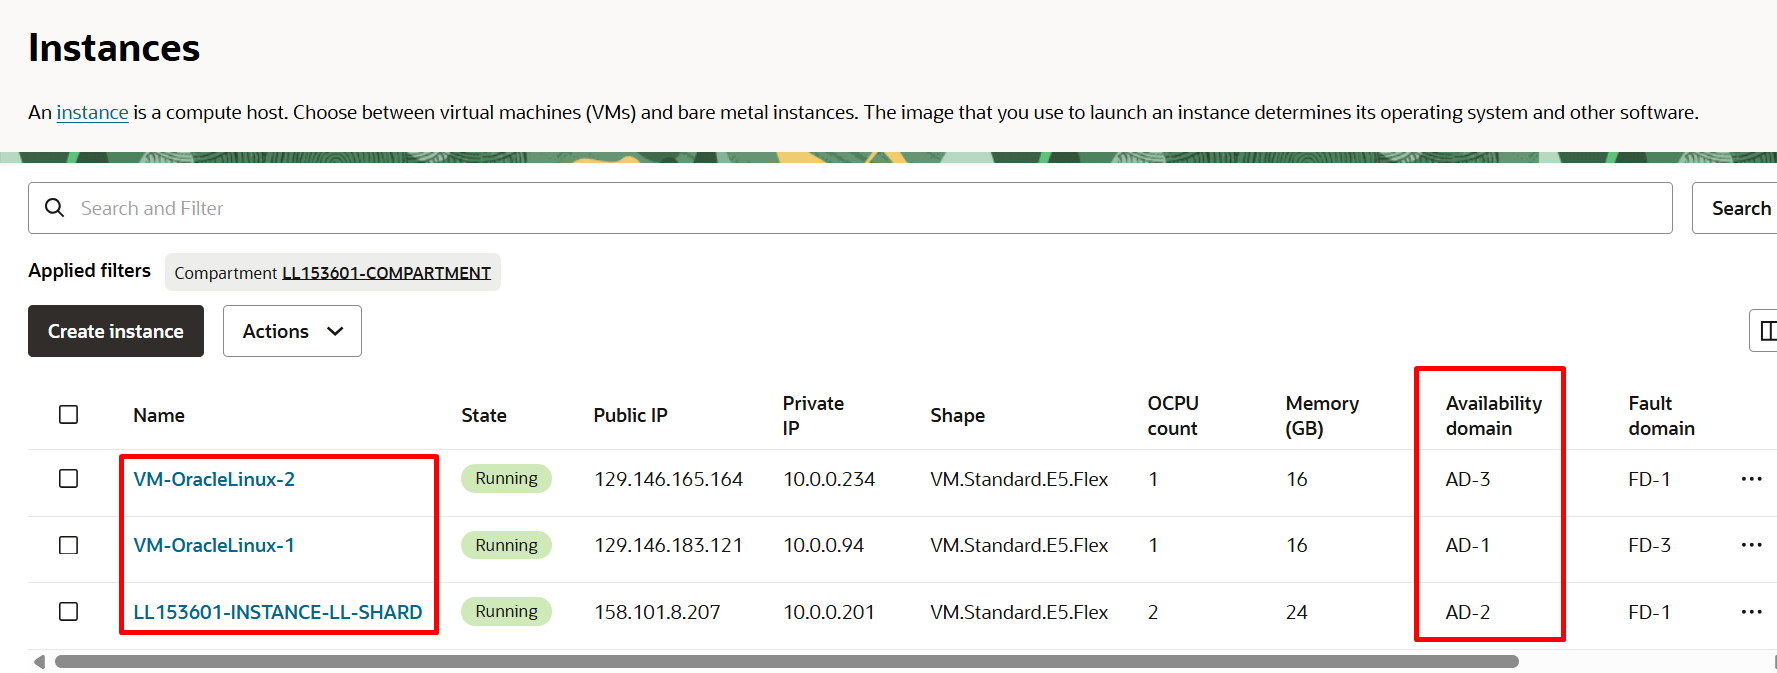 Instances
An instance is a compute host. Choose between virtual machines (VMs) and bare metal instances. The image that you use to launch an instance determines its operating system and other software.
Search and Filter
Search
Applied filters Compartment LL153601-COMPARTMENT
Create instance Actions
Name State Public IP Private IP Shape OCPU count Memory (GB) Availability domain Fault domain
VM-OracleLinux-2 Running 129.146.165.164 10.0.0.234 VM.Standard.E5.Flex 1 16 AD-3 FD-1
VM-OracleLinux-1 Running 129.146.183.121 10.0.0.94 VM.Standard.E5.Flex 1 16 AD-1 FD-3
LL153601-INSTANCE-LL-SHARD Running 158.101.8.207 10.0.0.201 VM.Standard.E5.Flex 2 24 AD-2 FD-1